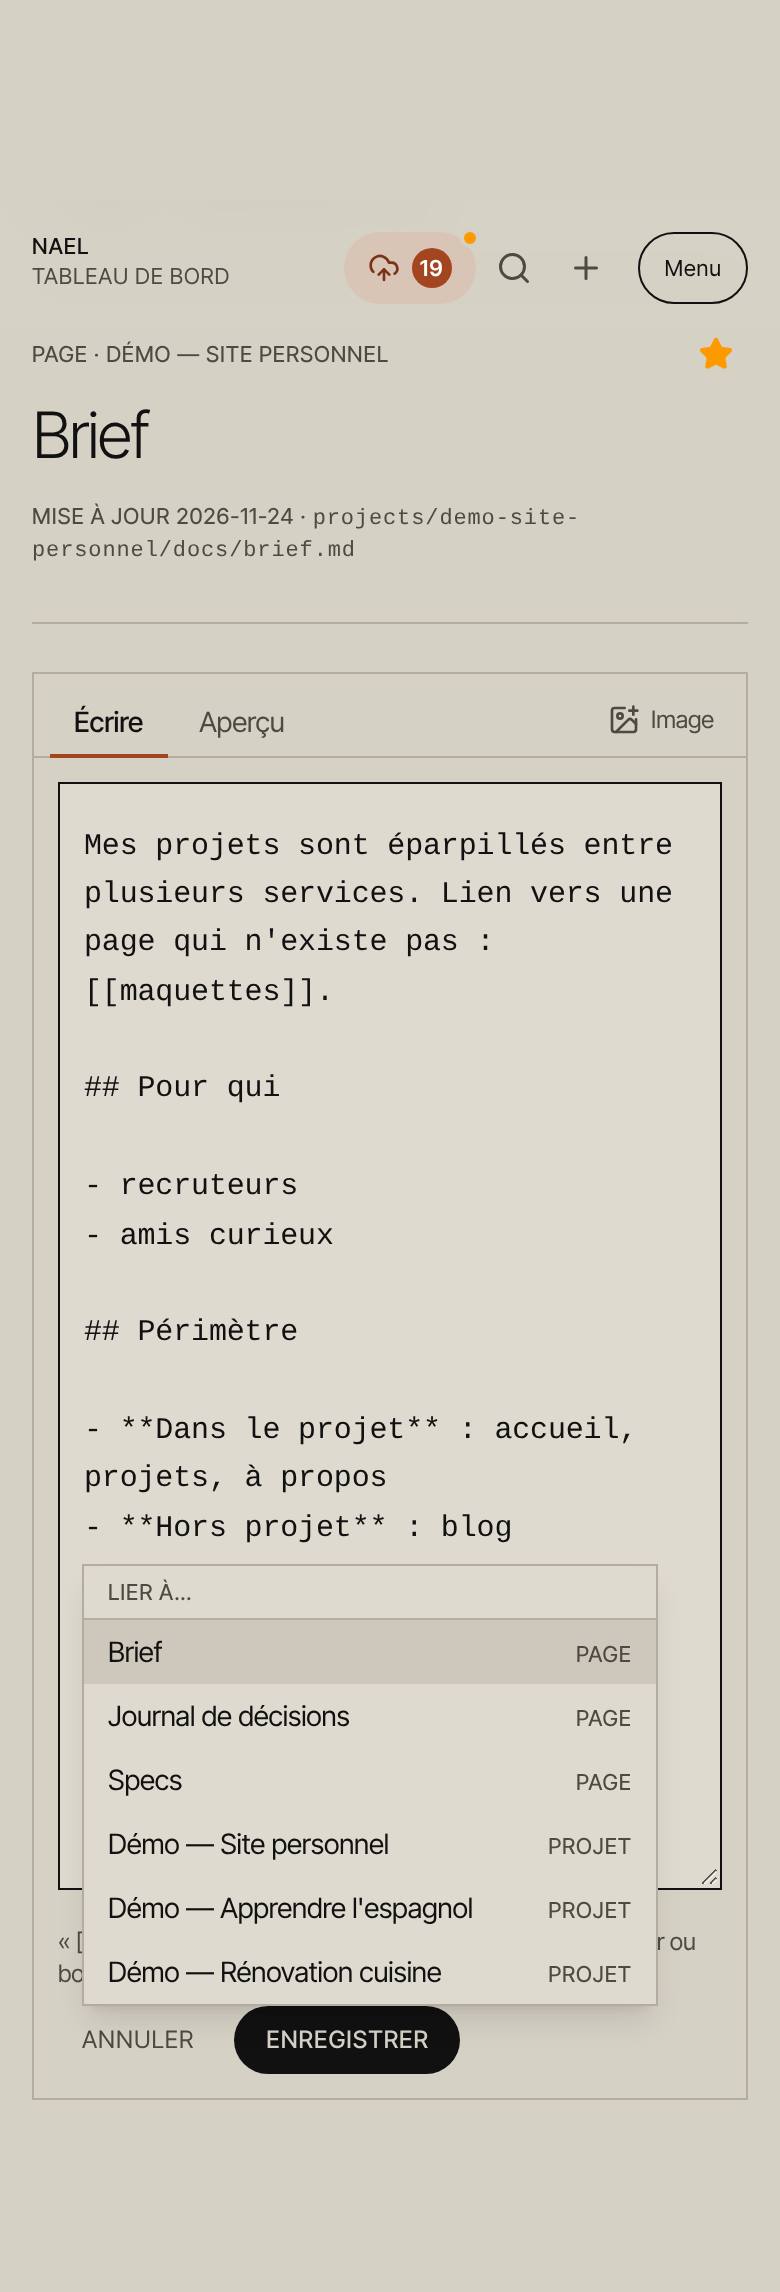 NAEL
TABLEAU DE BORD
19
Menu
PAGE · DÉMO — SITE PERSONNEL
Brief
MISE À JOUR 2026-11-24 · projects/demo-site-
personnel/docs/brief.md
Écrire
Aperçu
Image
Mes projets sont éparpillés entre
plusieurs services. Lien vers une
page qui n'existe pas :
[[maquettes]].
## Pour qui
- recruteurs
- amis curieux
## Périmètre
- **Dans le projet** : accueil,
projets, à propos
- **Hors projet** : blog
LIER À…
Brief PAGE
Journal de décisions PAGE
Specs PAGE
Démo — Site personnel PROJET
Démo — Apprendre l'espagnol PROJET
Démo — Rénovation cuisine PROJET
« [ ou
ANNULER
ENREGISTRER